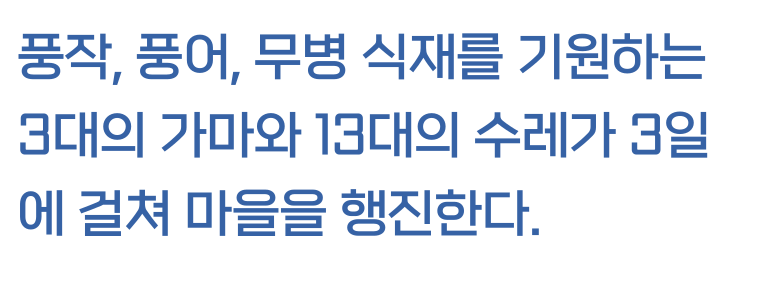 풍작, 풍어, 무병 식재를 기원하는
3대의 가마와 13대의 수레가 3일
에 걸쳐 마을을 행진한다.